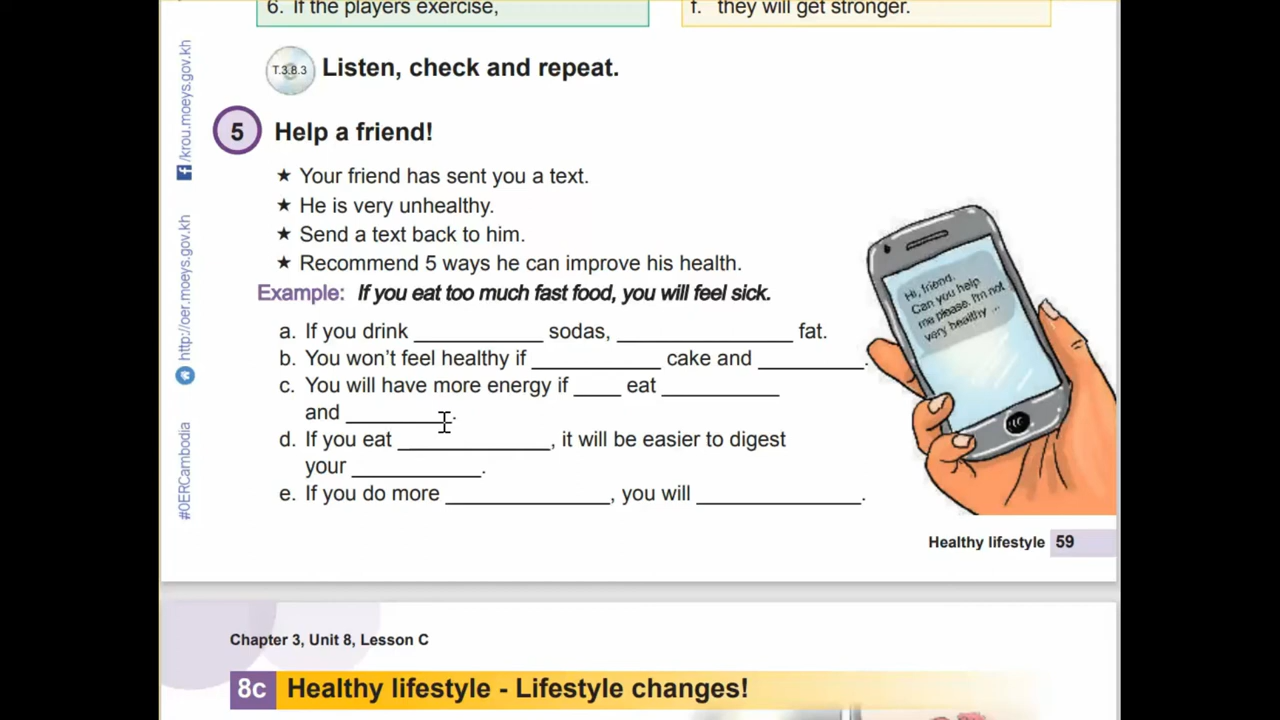 6. If the players exercise,
f. they will get stronger.
T.3.8.3 Listen, check and repeat.
5 Help a friend!
★ Your friend has sent you a text.
★ He is very unhealthy.
★ Send a text back to him.
★ Recommend 5 ways he can improve his health.
Example: If you eat too much fast food, you will feel sick.
a. If you drink ____________ sodas, ________________ fat.
b. You won't feel healthy if ____________ cake and __________.
c. You will have more energy if ____ eat ___________
and __________.
d. If you eat ______________, it will be easier to digest
your ____________.
e. If you do more _______________, you will _______________.
Hi, friend.
Can you help
me please. I'm not
very healthy ...
Healthy lifestyle 59
/krou.moeys.gov.kh
http://oer.moeys.gov.kh
#OERCambodia
Chapter 3, Unit 8, Lesson C
8c Healthy lifestyle - Lifestyle changes!